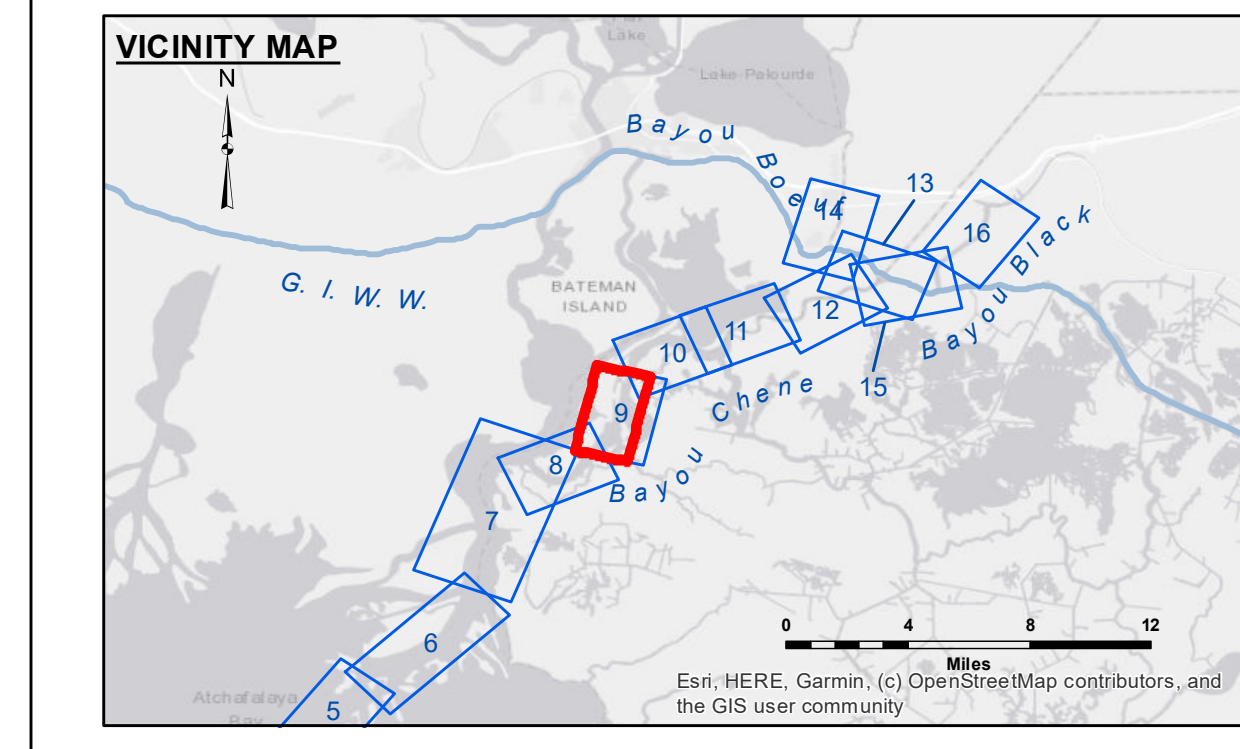 VICINITY MAP
N
Lake
Lake Palourde
Bayou Boeuf
13
14
16
G. I. W. W.
BATEMAN
ISLAND
Bayou Black
12
11
10
15
9
Bayou Chene
8
7
0 4 8 12
Miles
6
Esri, HERE, Garmin, (c) OpenStreetMap contributors, and
the GIS user community
Atchafalaya
Bay
5